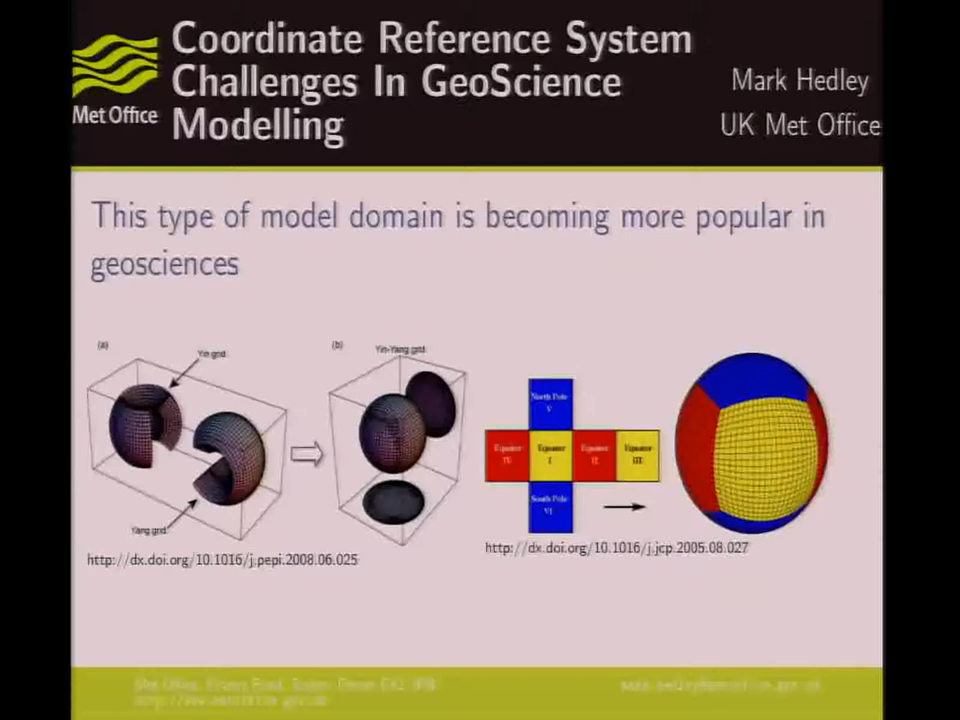 Coordinate Reference System
Challenges In GeoScience
Modelling
Mark Hedley
UK Met Office
Met Office
This type of model domain is becoming more popular in
geosciences
(a)
Yin grid
Yang grid
(b)
Yin-Yang grid
North Pole
V
Equator
IV
Equator
I
Equator
II
Equator
III
South Pole
VI
http://dx.doi.org/10.1016/j.pepi.2008.06.025
http://dx.doi.org/10.1016/j.jcp.2005.08.027